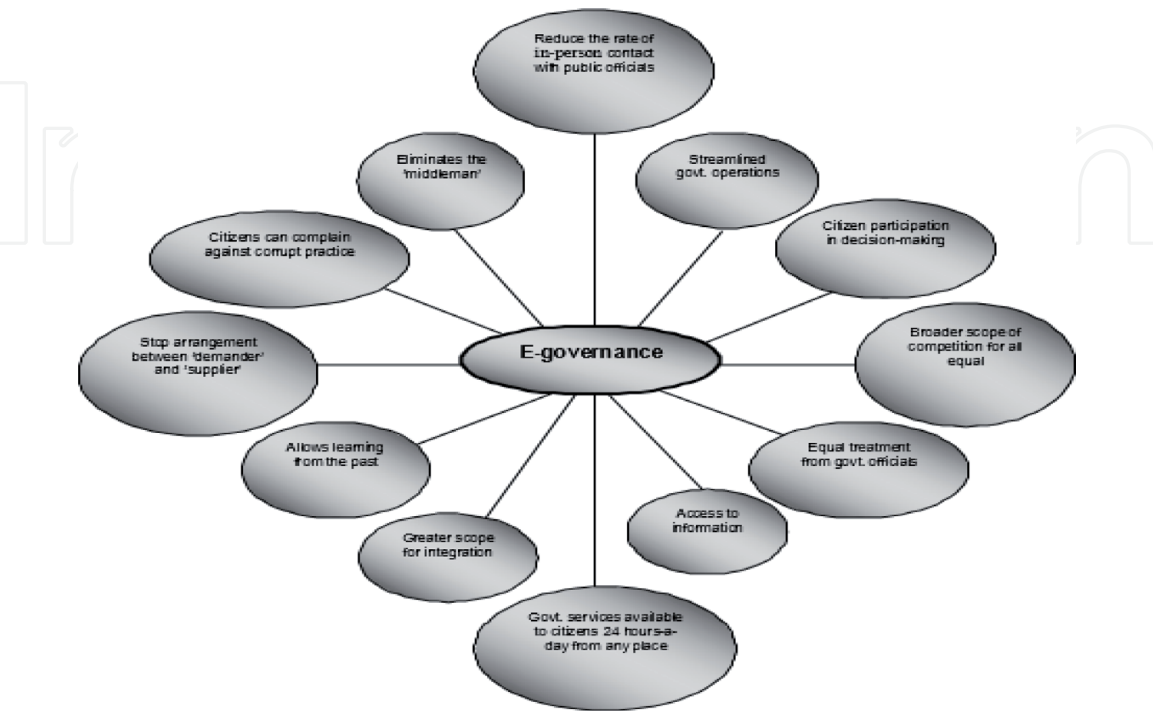 Reduce the rate of
in-person contact
with public officials
Eliminates the
'middleman'
Streamlined
govt. operations
Citizens can complain
against corrupt practice
Citizen participation
in decision-making
Stop arrangement
between 'demander'
and 'supplier'
E-governance
Broader scope of
competition for all
equal
Allows learning
from the past
Equal treatment
from govt. officials
Greater scope
for integration
Access to
information
Govt. services available
to citizens 24 hours-a-
day from any place